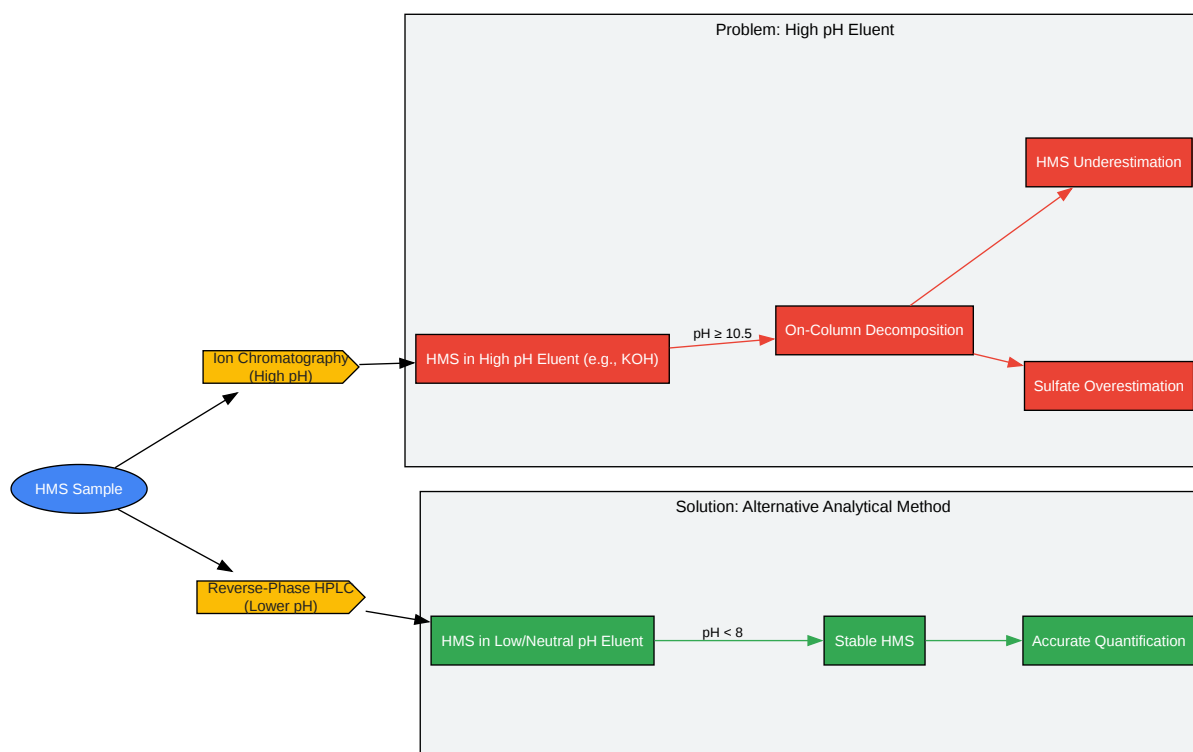 Problem: High pH Eluent
HMS Underestimation
On-Column Decomposition
pH ≥ 10.5
HMS in High pH Eluent (e.g., KOH)
Ion Chromatography
(High pH)
Sulfate Overestimation
HMS Sample
Solution: Alternative Analytical Method
Reverse-Phase HPLC
(Lower pH)
HMS in Low/Neutral pH Eluent
pH < 8
Stable HMS
Accurate Quantification